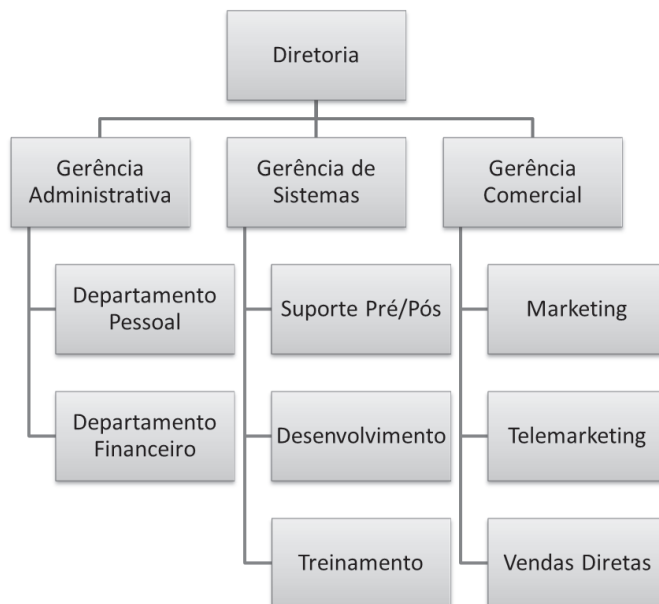 Diretoria
Gerência
Administrativa
Gerência de
Sistemas
Gerência
Comercial
Departamento
Pessoal
Suporte Pré/Pós
Marketing
Departamento
Financeiro
Desenvolvimento
Telemarketing
Treinamento
Vendas Diretas